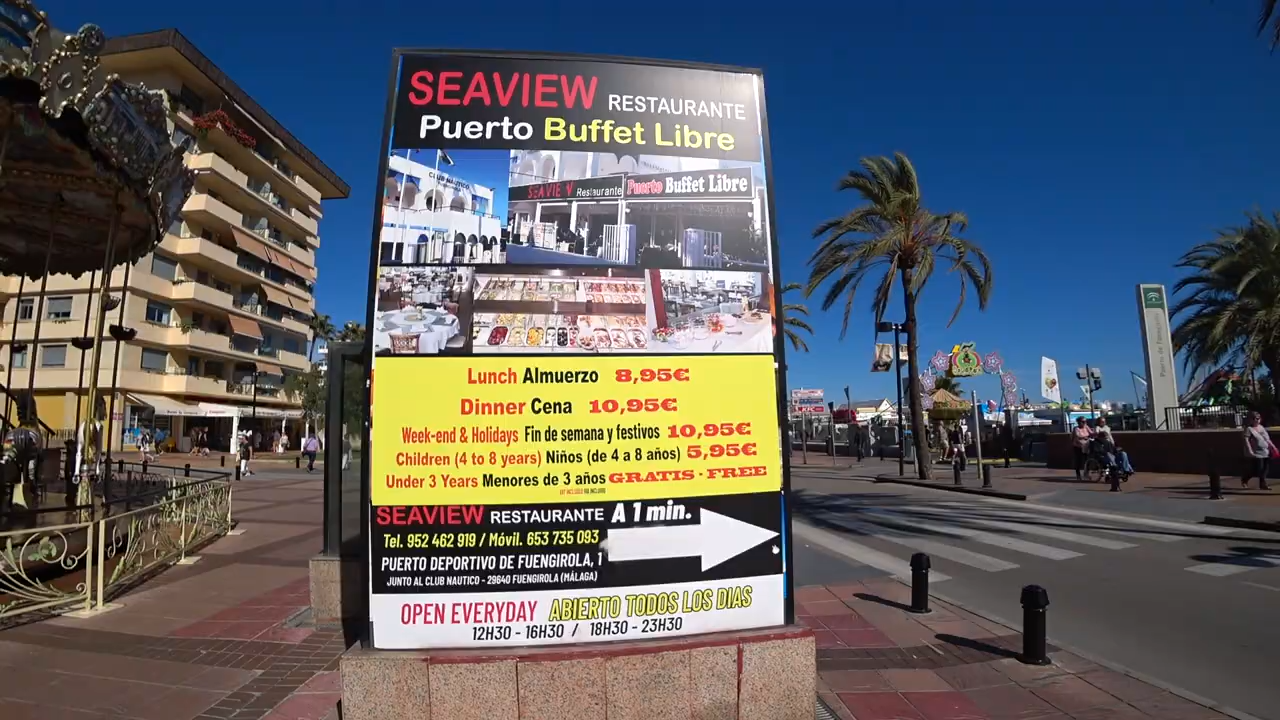 SEAVIEW RESTAURANTE
Puerto Buffet Libre
CLUB NAUTICO
SEAVIEW Restaurante Puerto Buffet Libre
Lunch Almuerzo 8,95€
Dinner Cena 10,95€
Week-end & Holidays Fin de semana y festivos 10,95€
Children (4 to 8 years) Niños (de 4 a 8 años) 5,95€
Under 3 Years Menores de 3 años GRATIS · FREE
SEAVIEW RESTAURANTE A 1 min.
Tel. 952 462 919 / Móvil. 653 735 093
PUERTO DEPORTIVO DE FUENGIROLA, 1
JUNTO AL CLUB NAUTICO - 29640 FUENGIROLA (MÁLAGA)
OPEN EVERYDAY ABIERTO TODOS LOS DIAS
12H30 - 16H30 / 18H30 - 23H30